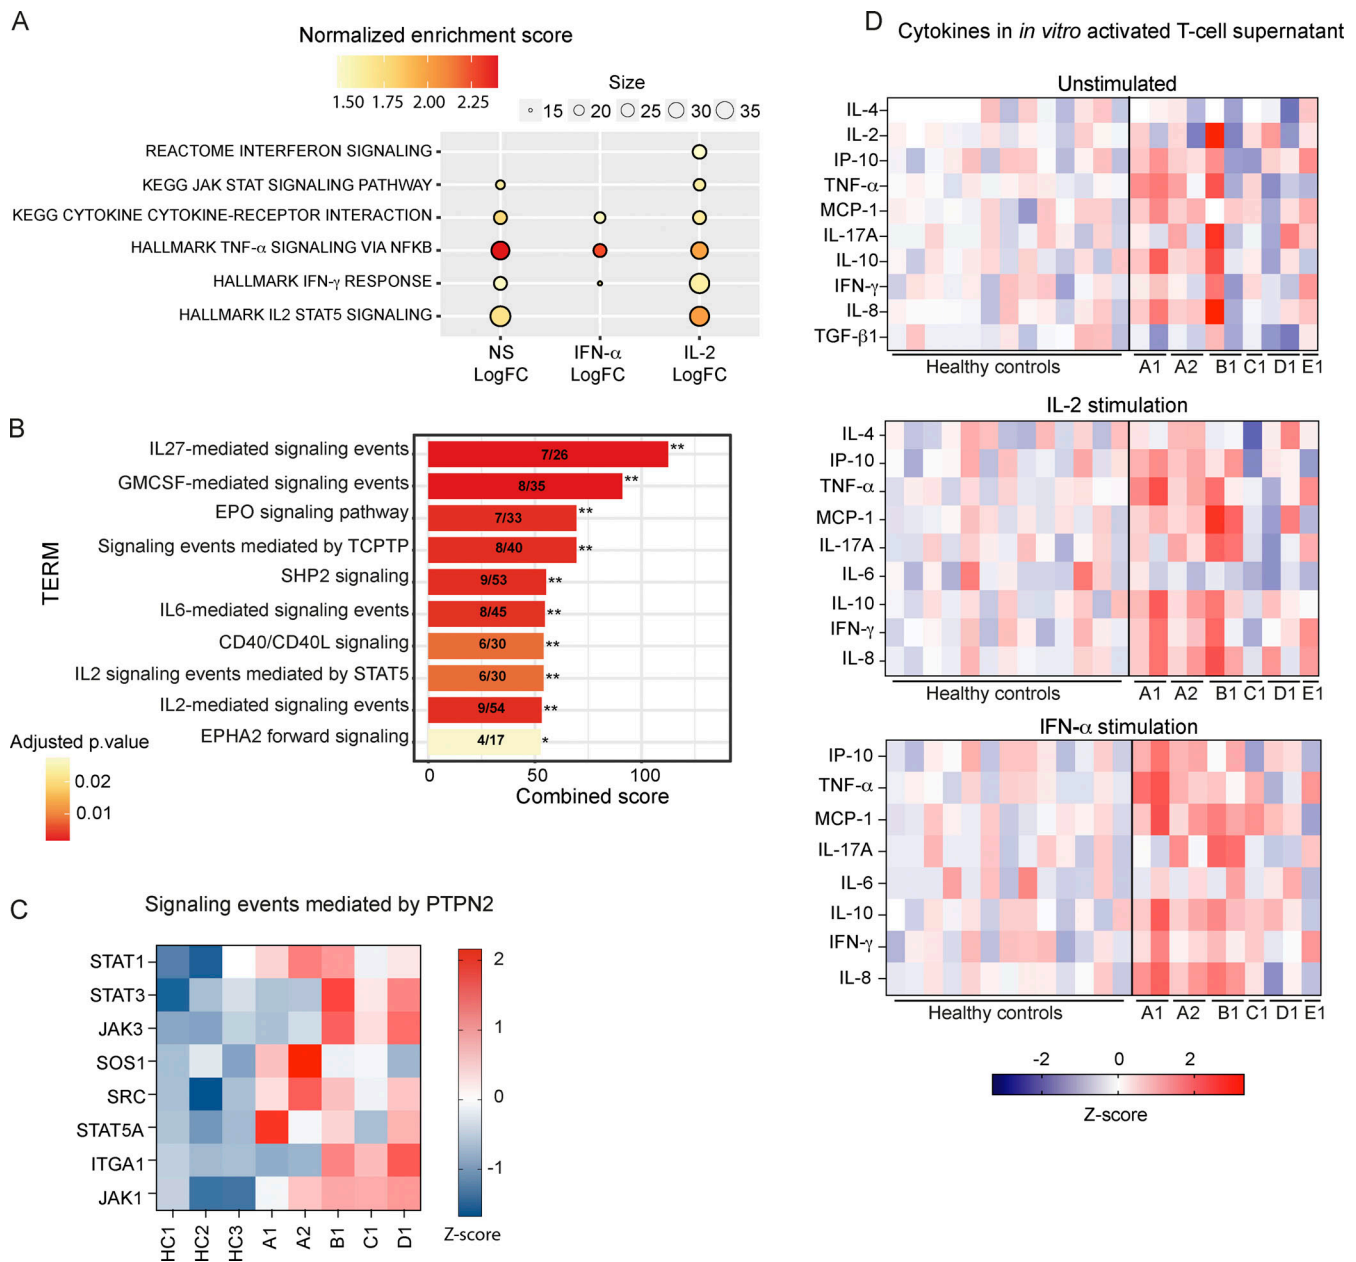 A
Normalized enrichment score
1.50 1.75 2.00 2.25
Size
15 20 25 30 35
REACTOME INTERFERON SIGNALING
KEGG JAK STAT SIGNALING PATHWAY
KEGG CYTOKINE CYTOKINE-RECEPTOR INTERACTION
HALLMARK TNF-α SIGNALING VIA NFKB
HALLMARK IFN-γ RESPONSE
HALLMARK IL2 STAT5 SIGNALING
NS IFN-α IL-2
LogFC LogFC LogFC
B
TERM
IL27-mediated signaling events 7/26 **
GMCSF-mediated signaling events 8/35 **
EPO signaling pathway 7/33 **
Signaling events mediated by TCPTP 8/40 **
SHP2 signaling 9/53 **
IL6-mediated signaling events 8/45 **
CD40/CD40L signaling 6/30 **
IL2 signaling events mediated by STAT5 6/30 **
IL2-mediated signaling events 9/54 **
EPHA2 forward signaling 4/17 *
0 50 100
Combined score
Adjusted p.value
0.02
0.01
C
Signaling events mediated by PTPN2
STAT1
STAT3
JAK3
SOS1
SRC
STAT5A
ITGA1
JAK1
HC1 HC2 HC3 A1 A2 B1 C1 D1
2
1
0
-1
Z-score
D
Cytokines in in vitro activated T-cell supernatant
Unstimulated
IL-4
IL-2
IP-10
TNF-α
MCP-1
IL-17A
IL-10
IFN-γ
IL-8
TGF-β1
Healthy controls A1 A2 B1 C1 D1 E1
IL-2 stimulation
IL-4
IP-10
TNF-α
MCP-1
IL-17A
IL-6
IL-10
IFN-γ
IL-8
Healthy controls A1 A2 B1 C1 D1 E1
IFN-α stimulation
IP-10
TNF-α
MCP-1
IL-17A
IL-6
IL-10
IFN-γ
IL-8
Healthy controls A1 A2 B1 C1 D1 E1
-2 0 2
Z-score